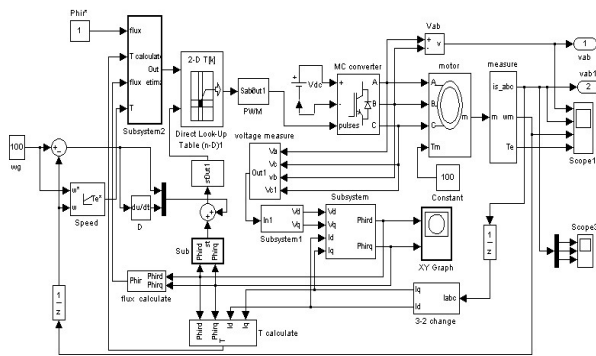 Phir*
1
flux
T calculate
Out
flux etima
T
Subsystem2
2-D T[k]
Direct Look-Up
Table (n-D)1
SabBut1
PWM
Vdc
MC converter
+
-
pulses
A
B
C
Vab
+
-
v
motor
A
B
C
m
Tm
measure
is_abc
m
wm
Te
1
vab
vab1
2
Scope1
100
wg
w*
Te*
w
Speed
du/dt
D
sOut1
voltage measure
Va
Vc
vb
Vc1
Out1
100
Constant
In1
Vd
Vq
Subsystem1
Subsystem
Vd
Vq
Id
Iq
Phird
Phirq
XY Graph
1
z
Scope3
Sub
st
Phird
Phirq
Phir
Phird
Phirq
flux calculate
1
z
Phird
Phirq
Id
Iq
T
T calculate
Iq
Id
Iabc
3-2 change